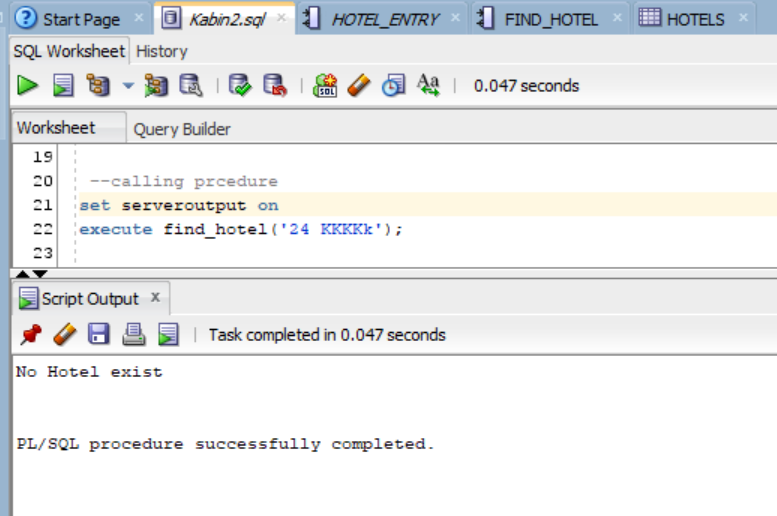 Start Page × Kabin2.sql × HOTEL_ENTRY × FIND_HOTEL × HOTELS ×
SQL Worksheet History
0.047 seconds
Worksheet Query Builder
19
20 --calling prcedure
21 set serveroutput on
22 execute find_hotel('24 KKKKk');
23
Script Output x
Task completed in 0.047 seconds
No Hotel exist
PL/SQL procedure successfully completed.